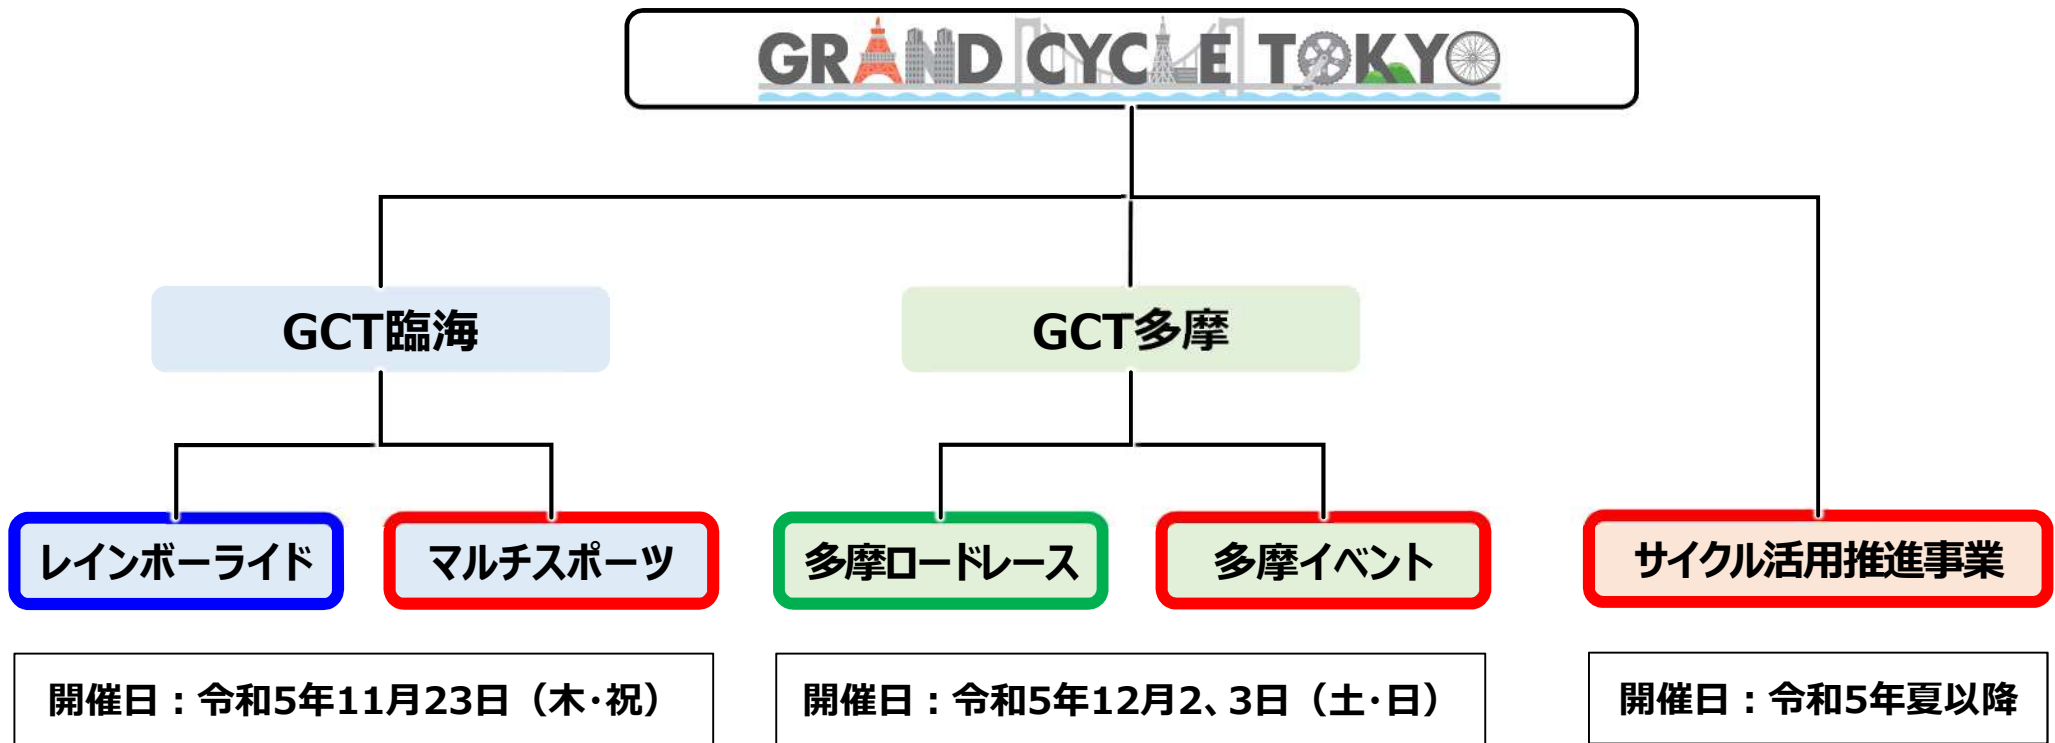 GRAND CYCLE TOKYO
GCT臨海
GCT多摩
レインボーライド
マルチスポーツ
多摩ロードレース
多摩イベント
サイクル活用推進事業
開催日：令和5年11月23日（木・祝）
開催日：令和5年12月2、3日（土・日）
開催日：令和5年夏以降